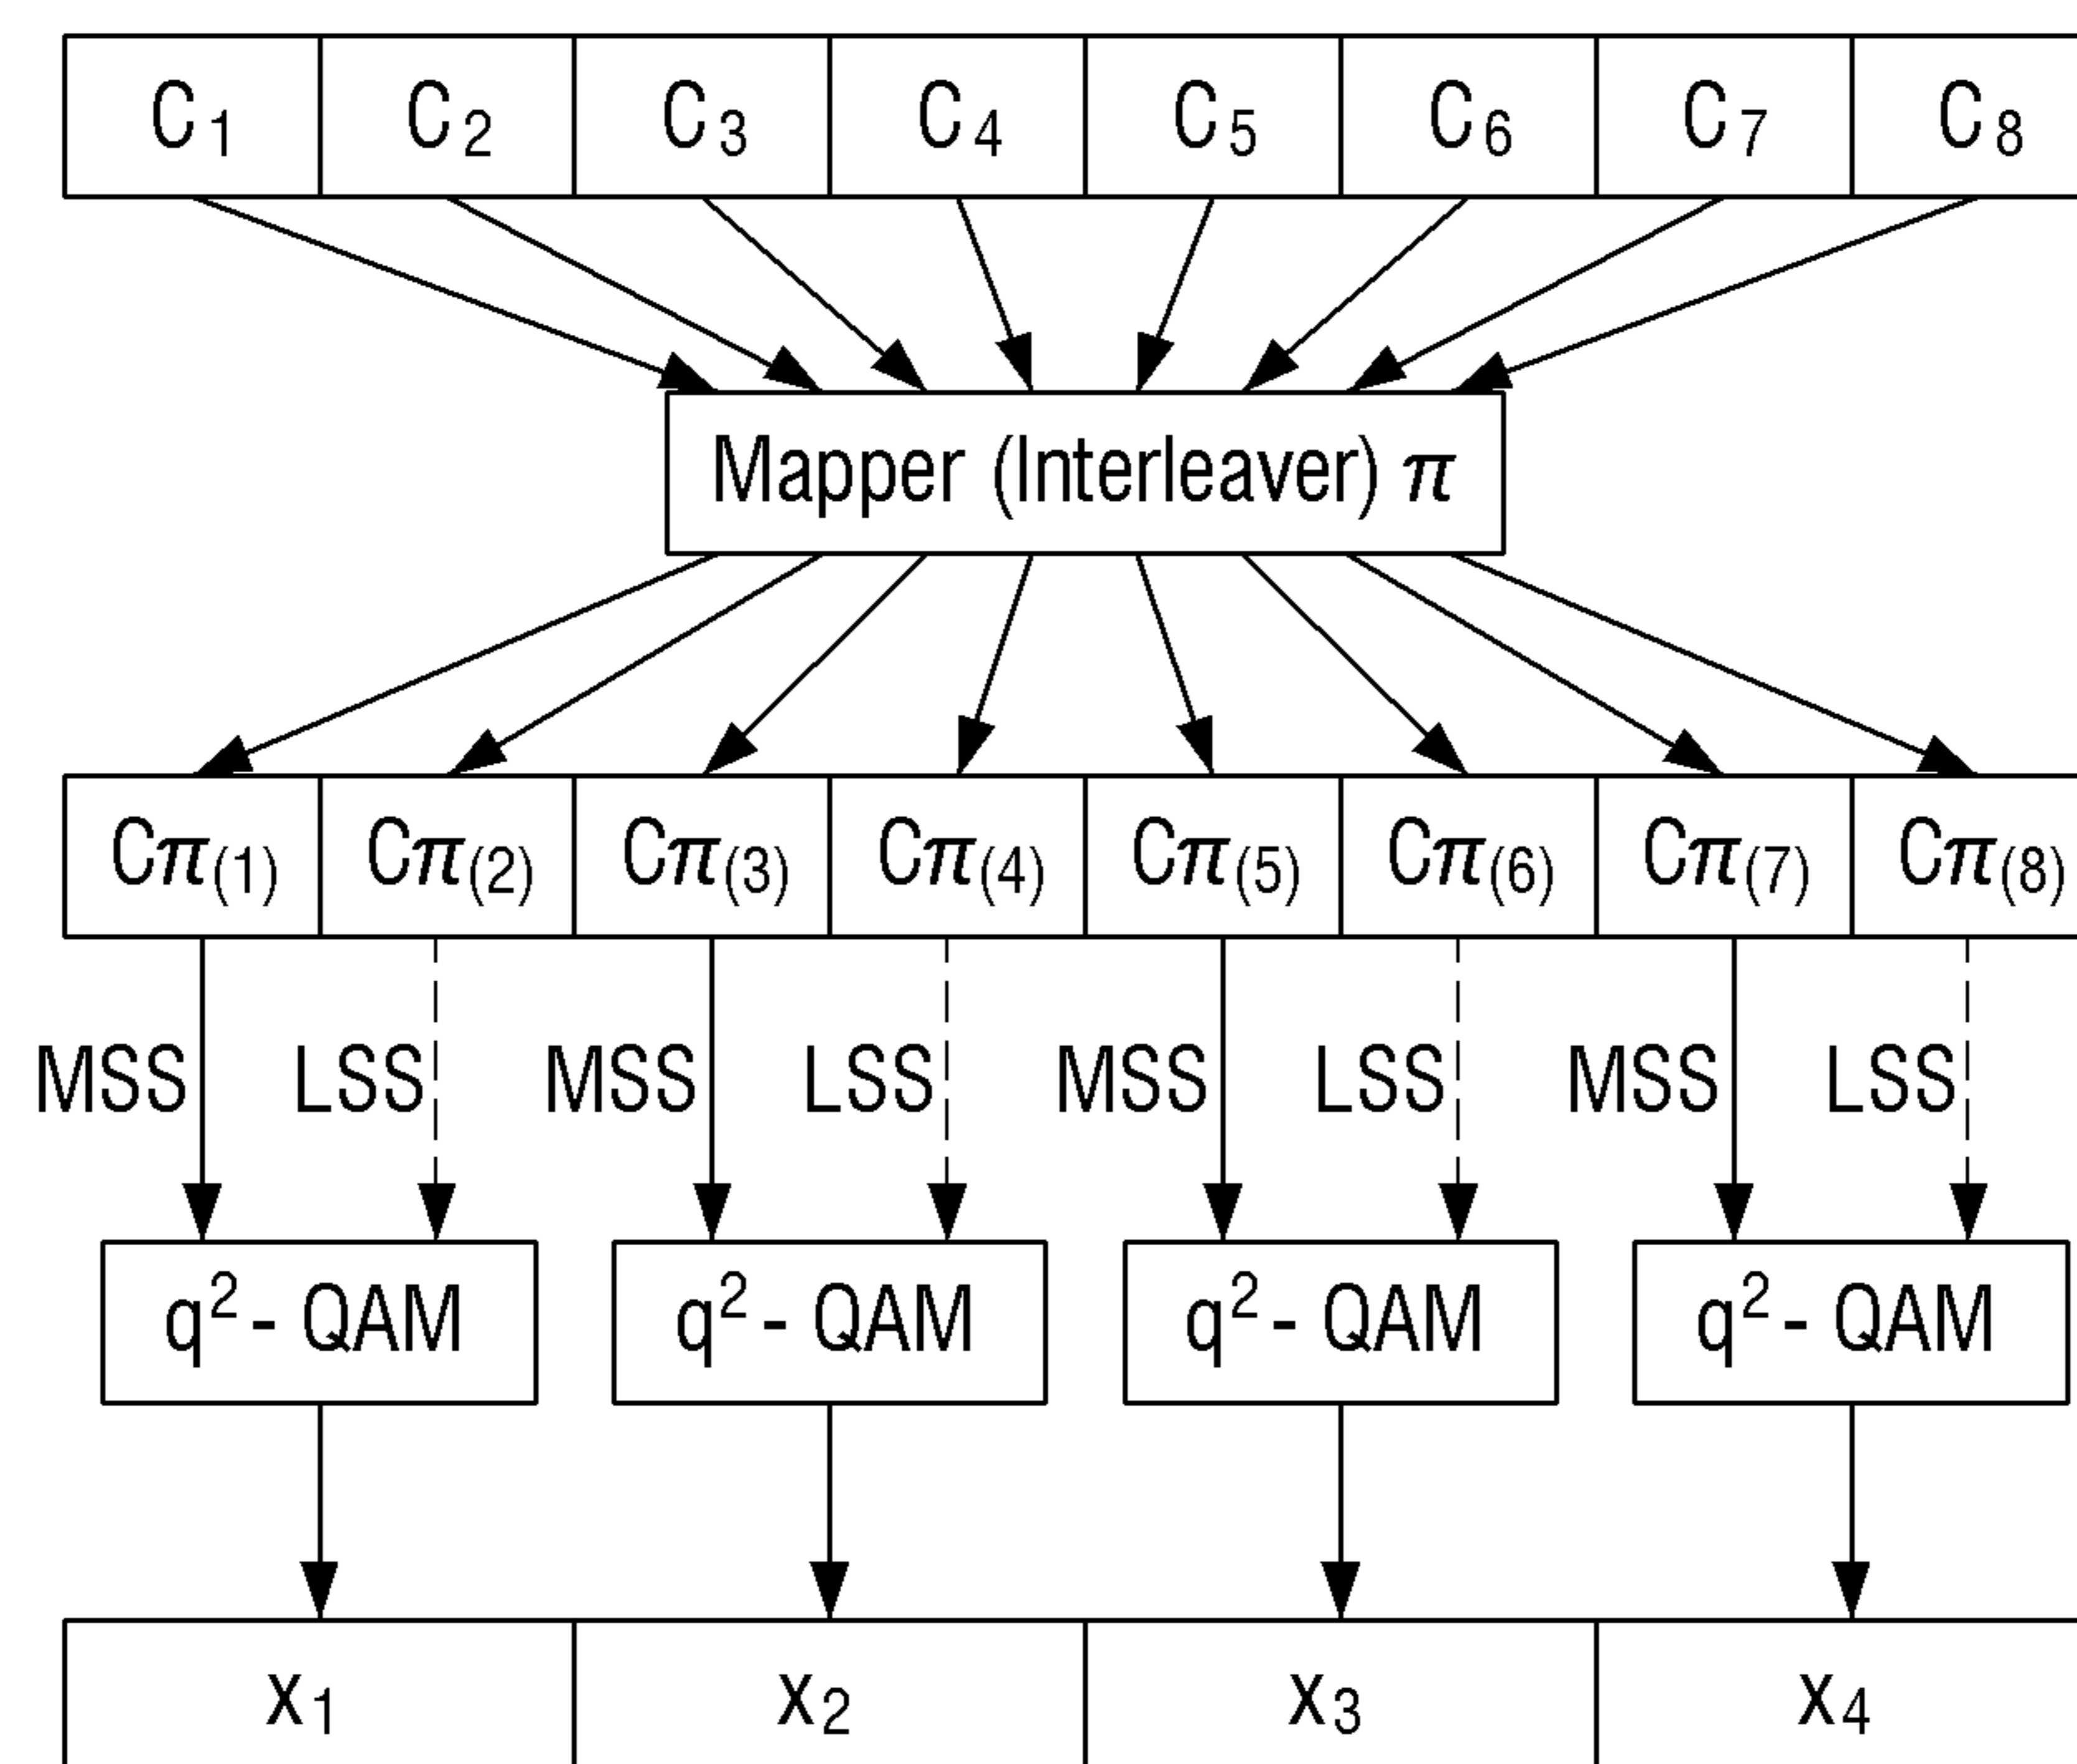 C1 C2 C3 C4 C5 C6 C7 C8
Mapper (Interleaver) π
Cπ(1) Cπ(2) Cπ(3) Cπ(4) Cπ(5) Cπ(6) Cπ(7) Cπ(8)
MSS LSS MSS LSS MSS LSS MSS LSS
q² - QAM q² - QAM q² - QAM q² - QAM
x1 x2 x3 x4